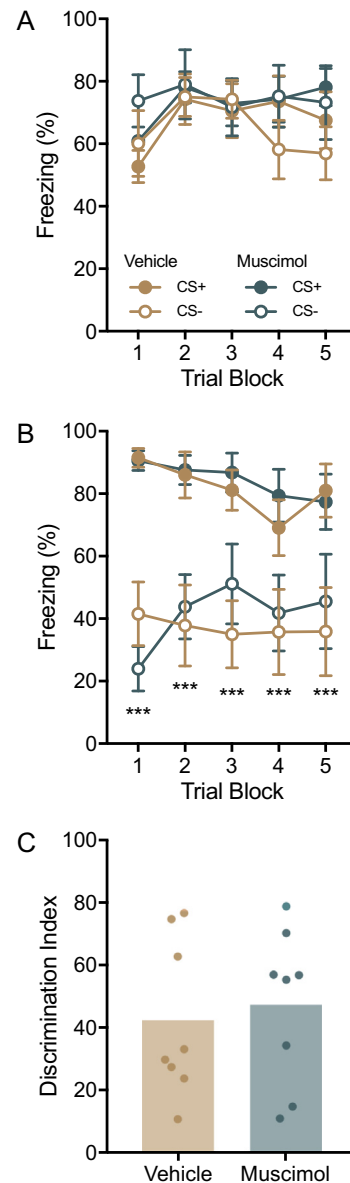 A
Freezing (%)
100
80
60
40
20
0
Vehicle Muscimol
CS+ CS+
CS- CS-
1 2 3 4 5
Trial Block
B
Freezing (%)
100
80
60
40
20
0
*** *** *** *** ***
1 2 3 4 5
Trial Block
C
Discrimination Index
100
80
60
40
20
0
Vehicle Muscimol